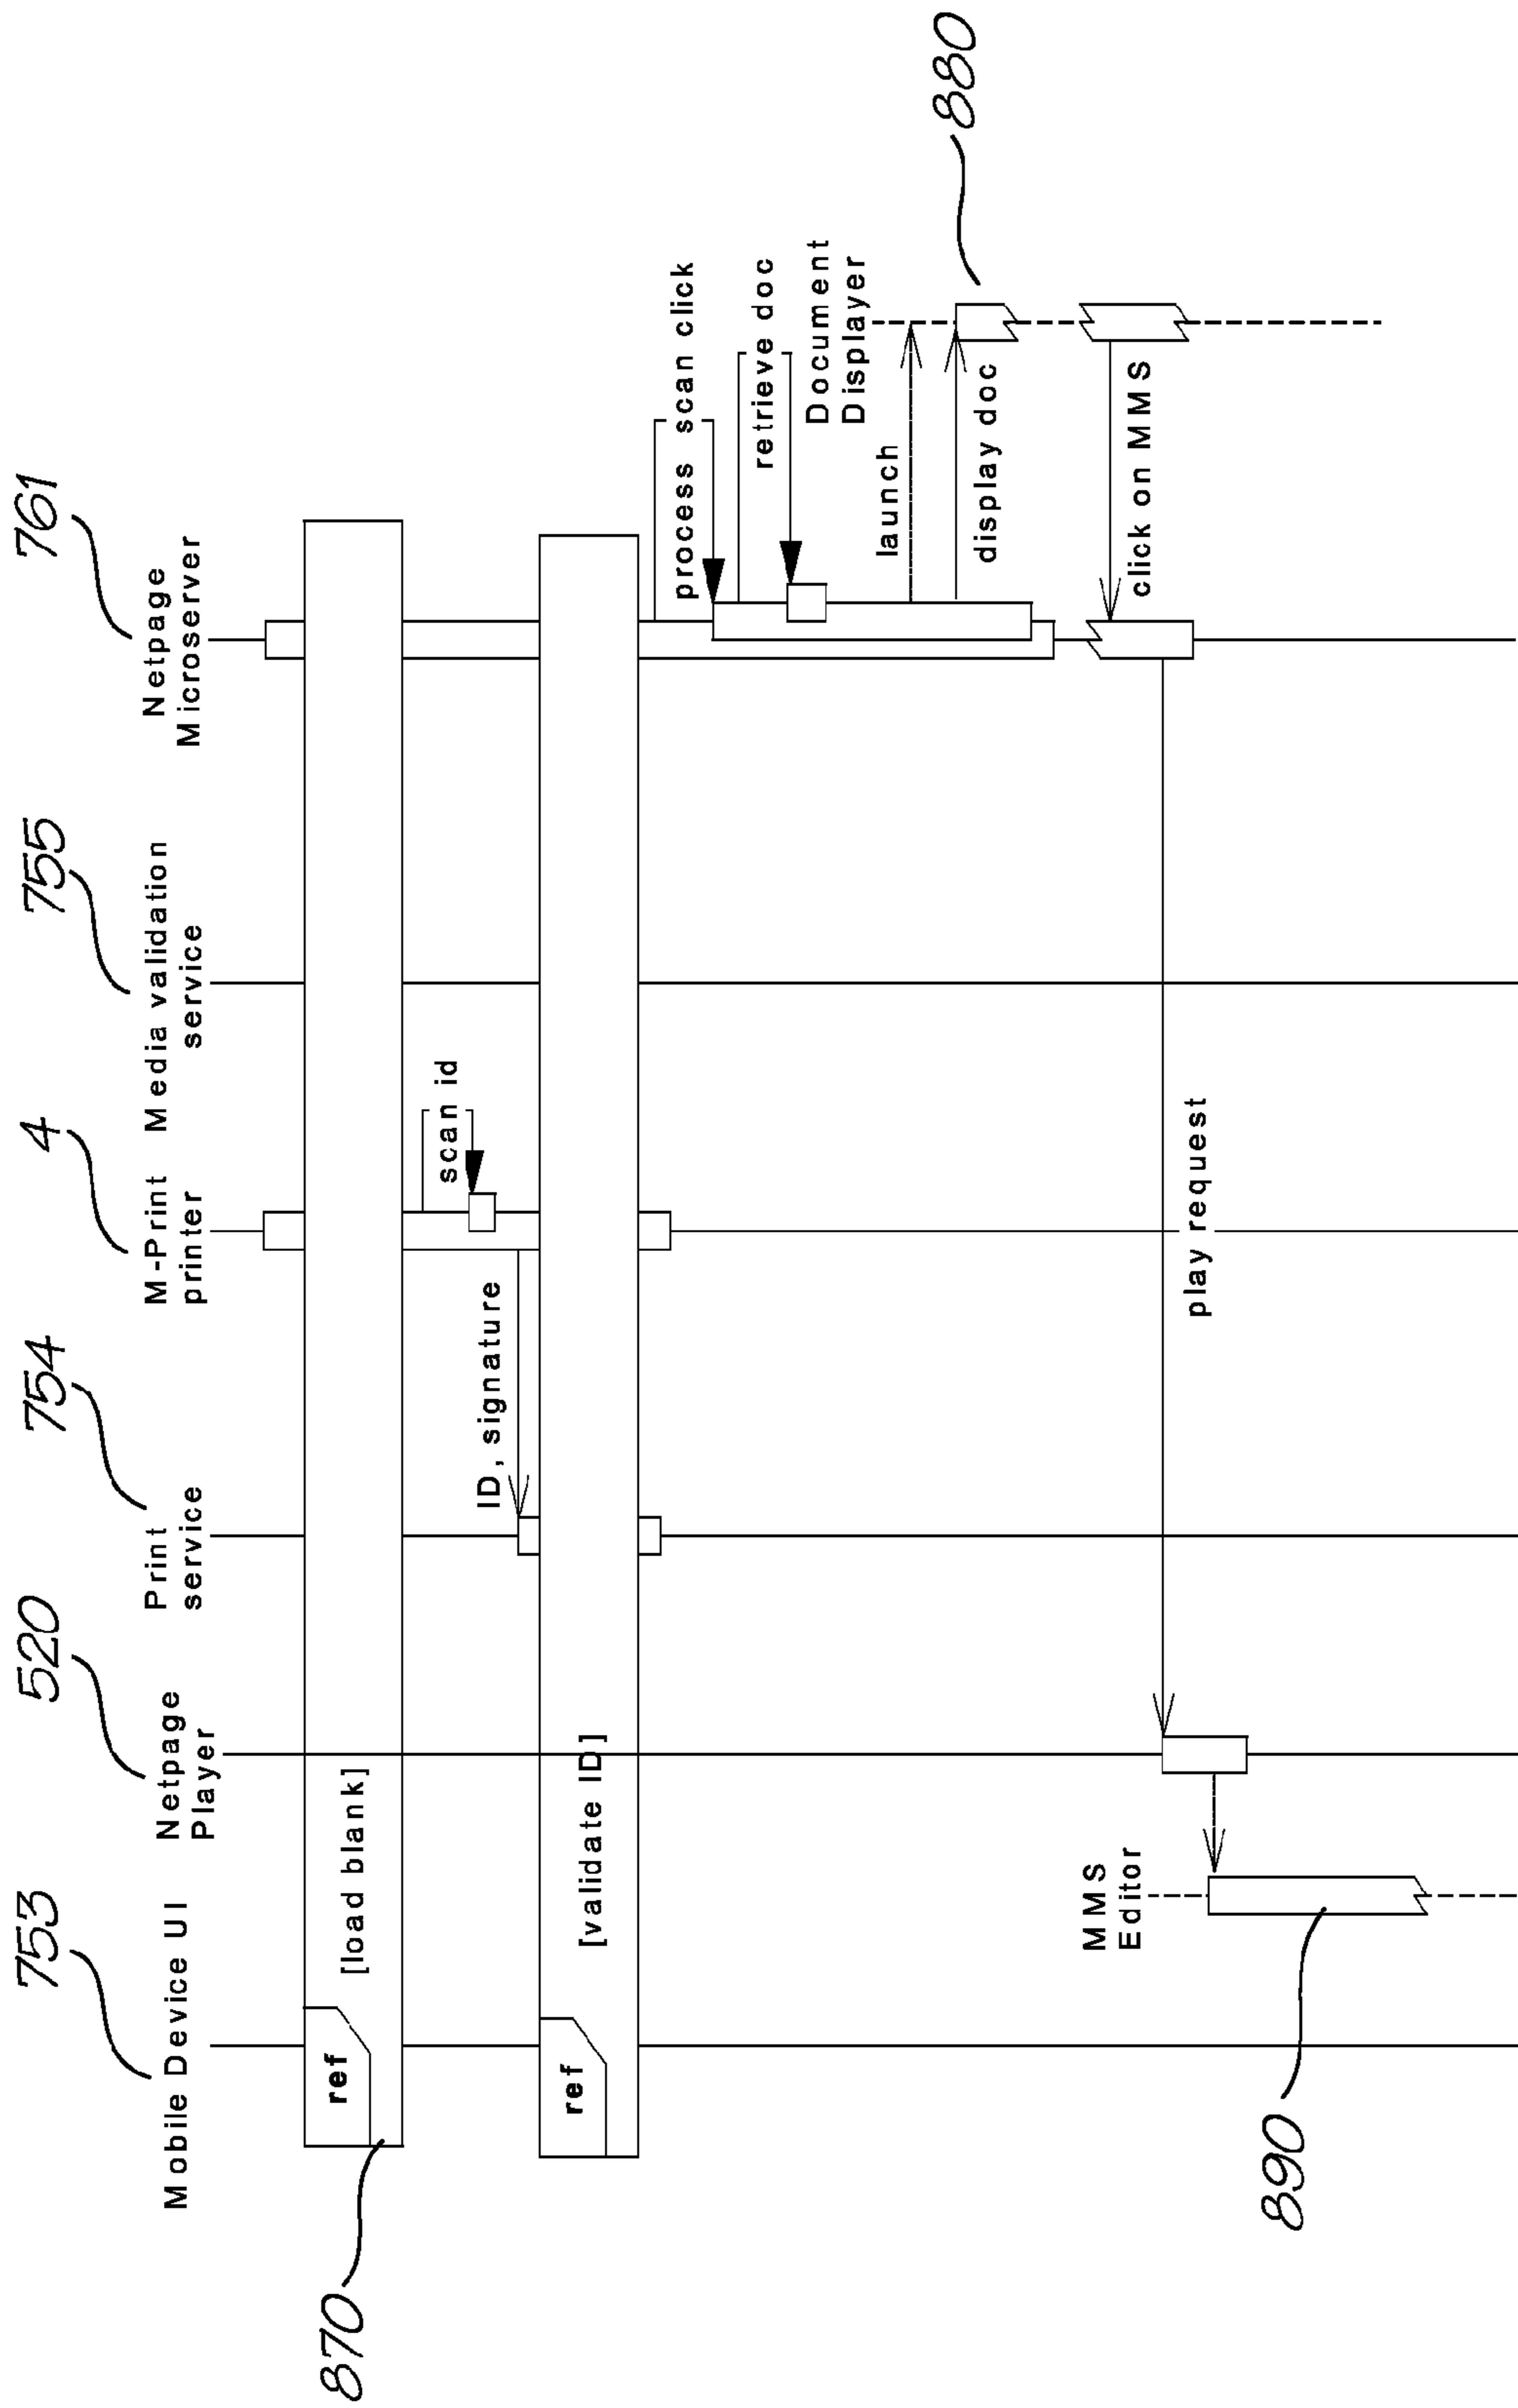 753
520
754
4
755
761
Mobile Device UI
Netpage
Player
Print
service
M-Print
printer
Media validation
service
Netpage
Microserver
ref
[load blank]
870
scan id
ID, signature
ref
[validate ID]
process scan click
retrieve doc
Document
Displayer
launch
880
display doc
click on MMS
play request
MMS
Editor
890